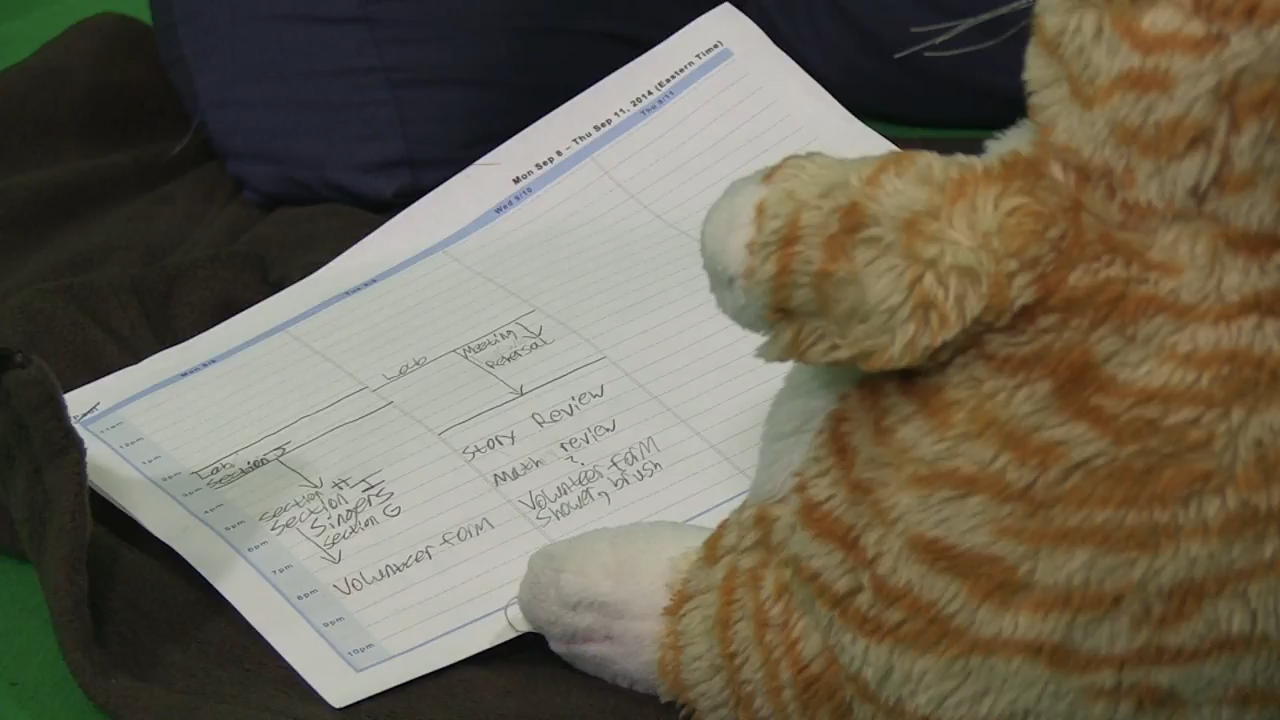 Mon Sep 8 – Thu Sep 11, 2014 (Eastern Time)
Mon 9/8
Tue 9/9
Wed 9/10
Thu 9/11
11am
12pm
1pm
2pm
3pm
4pm
5pm
6pm
7pm
8pm
9pm
10pm
Lab
Section J
Section H
Section I
Singers
Section G
Volunteer form
Lab
Meeting
Story Review
Math review
?
Volunteer form
Shower, brush